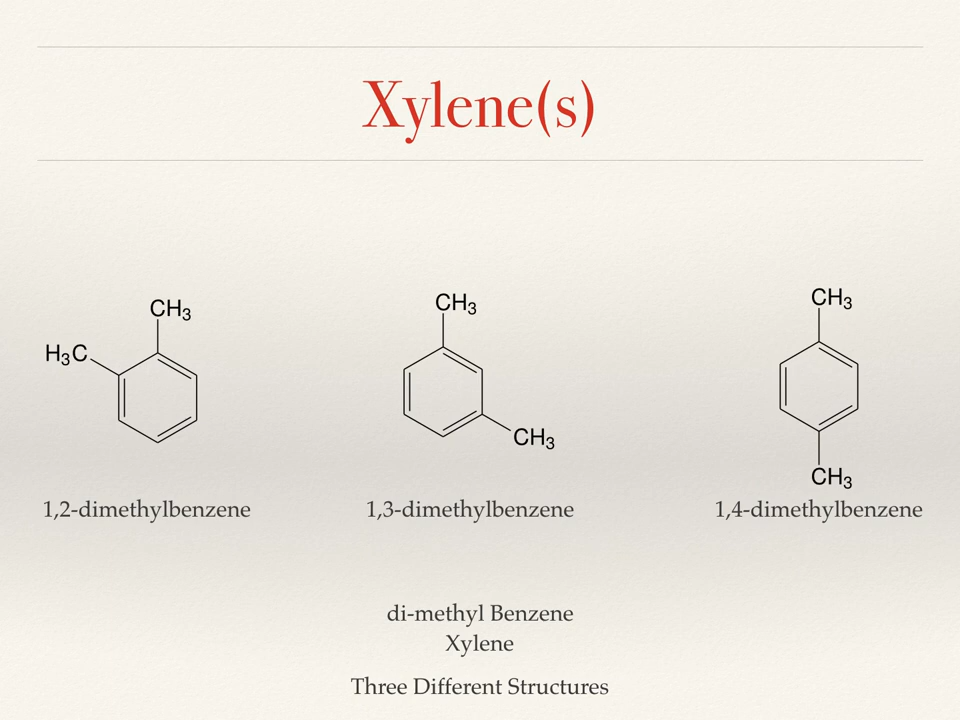 Xylene(s)
CH₃
H₃C
1,2-dimethylbenzene
CH₃
CH₃
1,3-dimethylbenzene
CH₃
CH₃
1,4-dimethylbenzene
di-methyl Benzene
Xylene
Three Different Structures